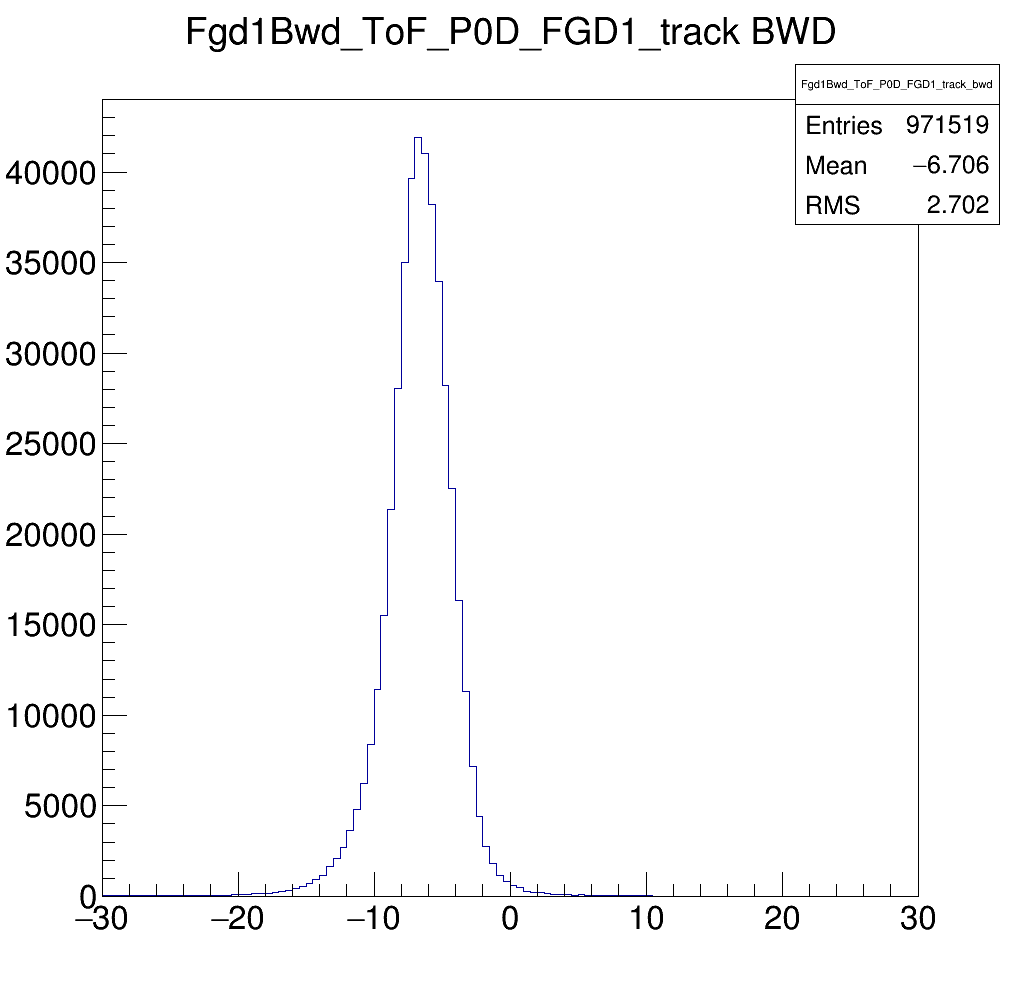 Fgd1Bwd_ToF_P0D_FGD1_track BWD
Fgd1Bwd_ToF_P0D_FGD1_track_bwd
Entries 971519
Mean −6.706
RMS 2.702
40000
35000
30000
25000
20000
15000
10000
5000
0
−30 −20 −10 0 10 20 30